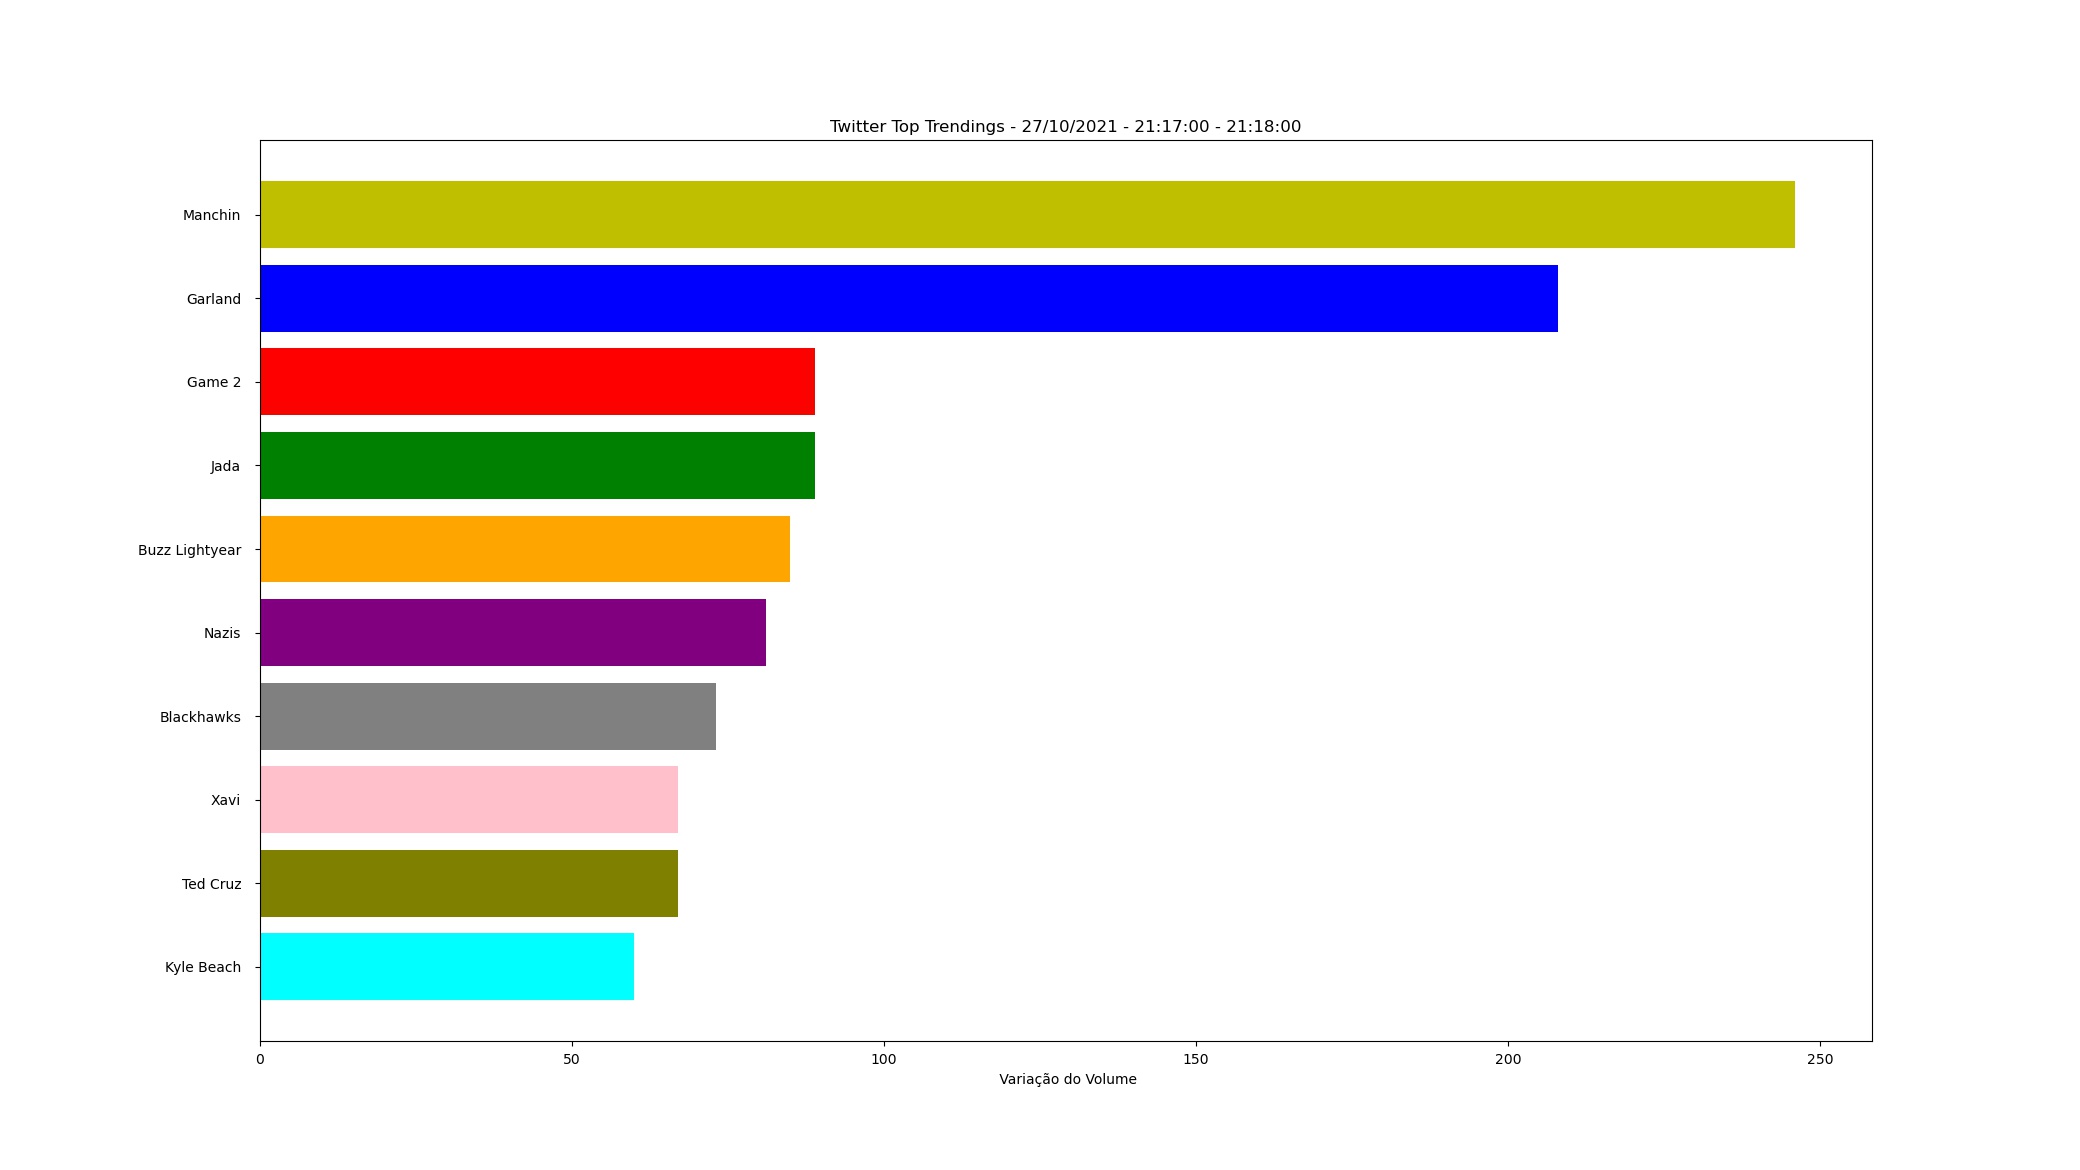 Twitter Top Trendings - 27/10/2021 - 21:17:00 - 21:18:00
Manchin
Garland
Game 2
Jada
Buzz Lightyear
Nazis
Blackhawks
Xavi
Ted Cruz
Kyle Beach
0 50 100 150 200 250
Variação do Volume